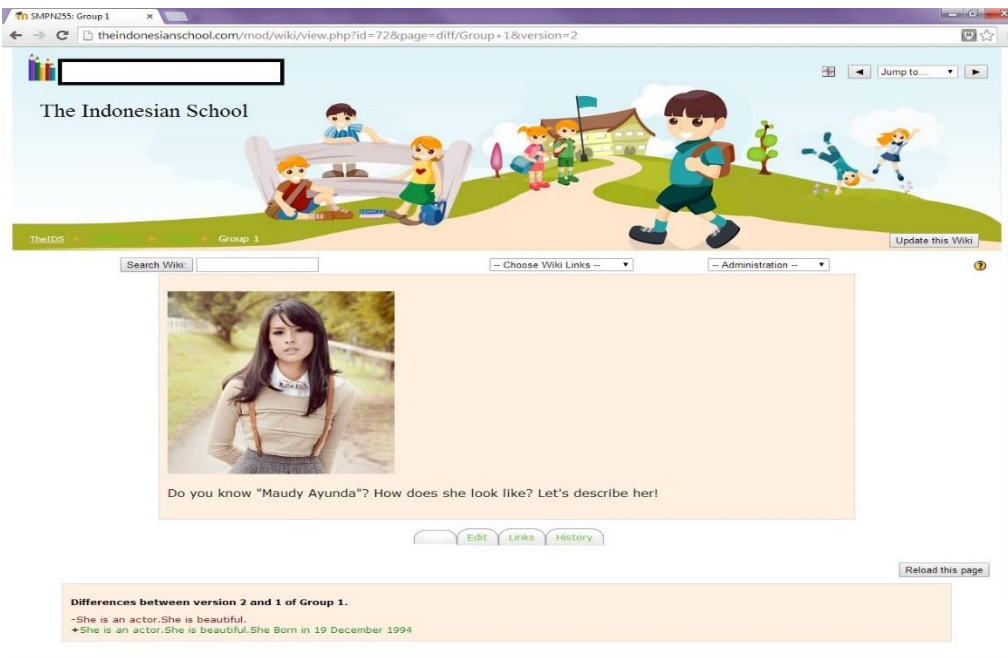 SMPN255: Group 1
theindonesianschool.com/mod/wiki/view.php?id=72&page=diff/Group+1&version=2
Jump to...
The Indonesian School
TheIDS
Group 1
Update this Wiki
Search Wiki:
-- Choose Wiki Links --
-- Administration --
Do you know "Maudy Ayunda"? How does she look like? Let's describe her!
Edit Links History
Reload this page
Differences between version 2 and 1 of Group 1.
-She is an actor.She is beautiful.
+She is an actor.She is beautiful.She Born in 19 December 1994